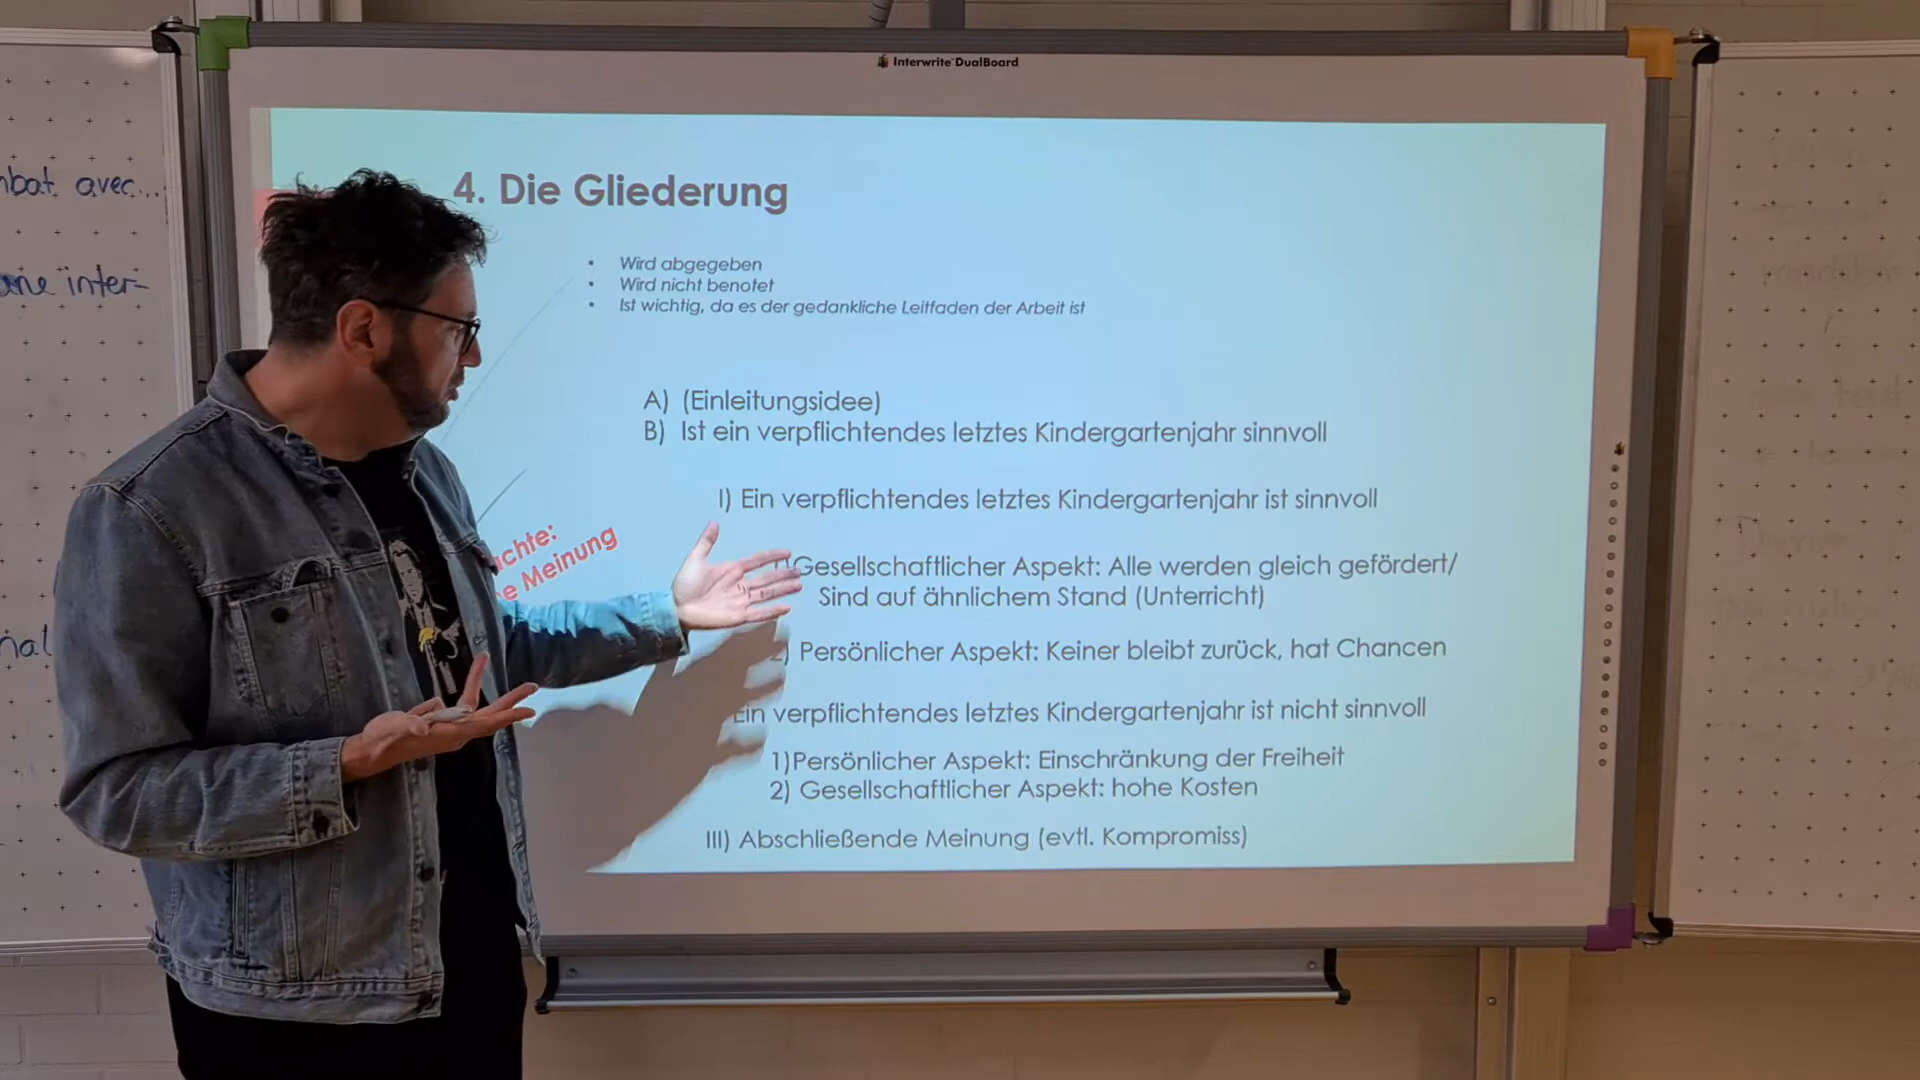 Interwrite DualBoard
avec...
inter-
4. Die Gliederung
• Wird abgegeben
• Wird nicht benotet
• Ist wichtig, da es der gedankliche Leitfaden der Arbeit ist
A) (Einleitungsidee)
B) Ist ein verpflichtendes letztes Kindergartenjahr sinnvoll
I) Ein verpflichtendes letztes Kindergartenjahr ist sinnvoll
Gesellschaftlicher Aspekt: Alle werden gleich gefördert/
Sind auf ähnlichem Stand (Unterricht)
2) Persönlicher Aspekt: Keiner bleibt zurück, hat Chancen
Ein verpflichtendes letztes Kindergartenjahr ist nicht sinnvoll
1)Persönlicher Aspekt: Einschränkung der Freiheit
2) Gesellschaftlicher Aspekt: hohe Kosten
III) Abschließende Meinung (evtl. Kompromiss)
Meinung